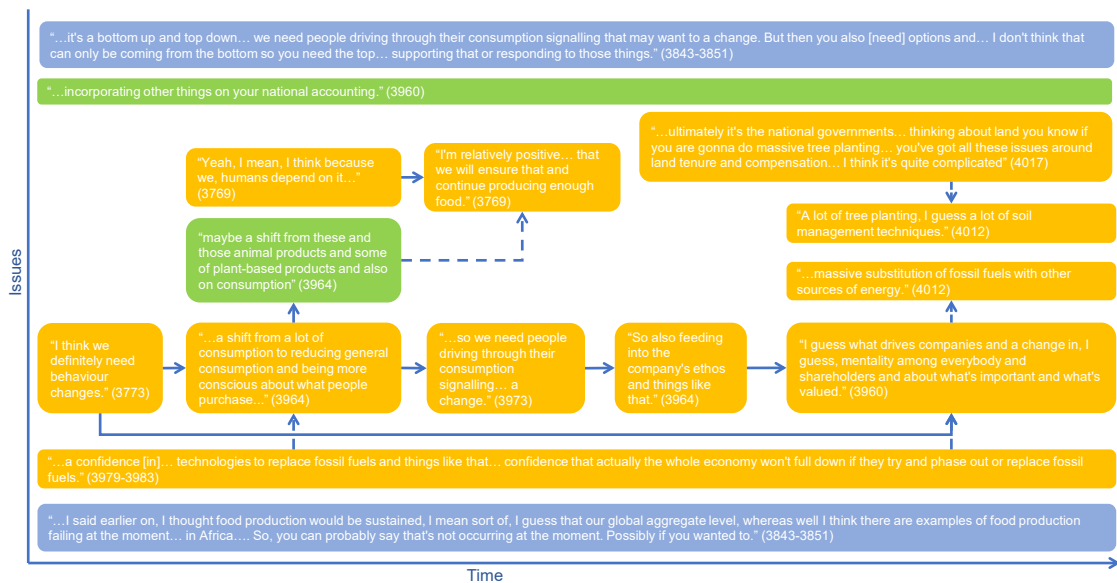 “…it's a bottom up and top down… we need people driving through their consumption signalling that may want to a change. But then you also [need] options and… I don't think that
can only be coming from the bottom so you need the top… supporting that or responding to those things.” (3843-3851)
“…incorporating other things on your national accounting.” (3960)
“…ultimately it's the national governments… thinking about land you know if
you are gonna do massive tree planting… you've got all these issues around
land tenure and compensation… I think it's quite complicated” (4017)
“Yeah, I mean, I think because
we, humans depend on it…”
(3769)
“I'm relatively positive… that
we will ensure that and
continue producing enough
food.” (3769)
“A lot of tree planting, I guess a lot of soil
management techniques.” (4012)
“maybe a shift from these and
those animal products and some
of plant-based products and also
on consumption” (3964)
“…massive substitution of fossil fuels with other
sources of energy.” (4012)
Issues
“I think we
definitely need
behaviour
changes.” (3773)
“…a shift from a lot of
consumption to reducing general
consumption and being more
conscious about what people
purchase...” (3964)
“…so we need people
driving through their
consumption
signalling… a
change.” (3973)
“So also feeding
into the
company's ethos
and things like
that.” (3964)
“I guess what drives companies and a change in, I
guess, mentality among everybody and
shareholders and about what's important and what's
valued.” (3960)
“…a confidence [in]… technologies to replace fossil fuels and things like that… confidence that actually the whole economy won't full down if they try and phase out or replace fossil
fuels.” (3979-3983)
“…I said earlier on, I thought food production would be sustained, I mean sort of, I guess that our global aggregate level, whereas well I think there are examples of food production
failing at the moment… in Africa…. So, you can probably say that's not occurring at the moment. Possibly if you wanted to.” (3843-3851)
Time